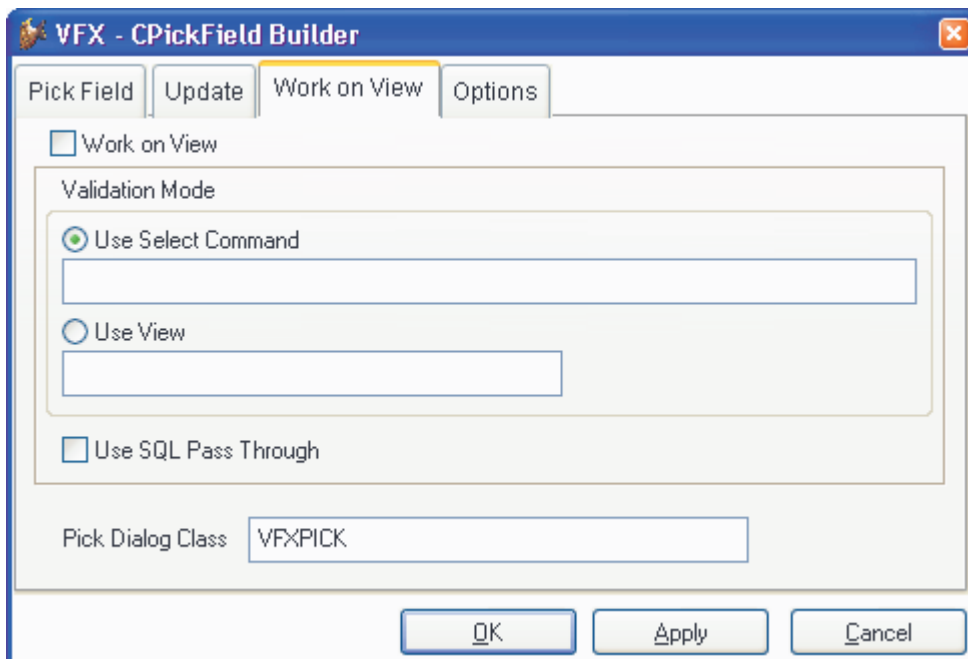 VFX - CPickField Builder
Pick Field Update Work on View Options
Work on View
Validation Mode
Use Select Command
Use View
Use SQL Pass Through
Pick Dialog Class VFXPICK
OK Apply Cancel